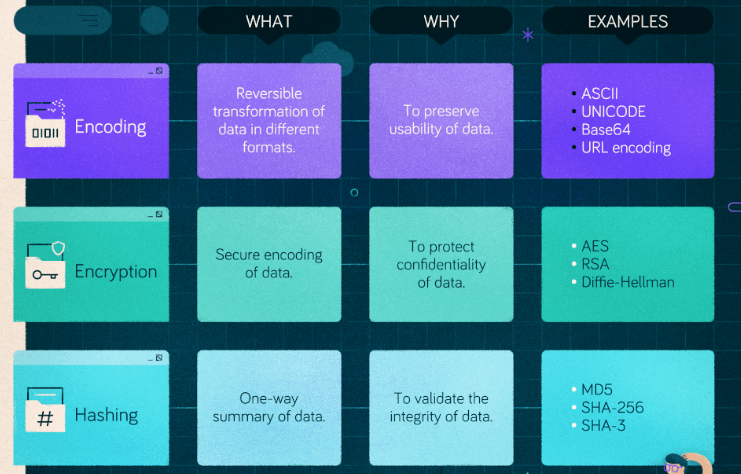 WHAT
WHY
EXAMPLES
01011
Encoding
Reversible
transformation of
data in different
formats.
To preserve
usability of data.
• ASCII
• UNICODE
• Base64
• URL encoding
Encryption
Secure encoding
of data.
To protect
confidentiality
of data.
• AES
• RSA
• Diffie-Hellman
#
Hashing
One-way
summary of data.
To validate the
integrity of data.
• MD5
• SHA-256
• SHA-3